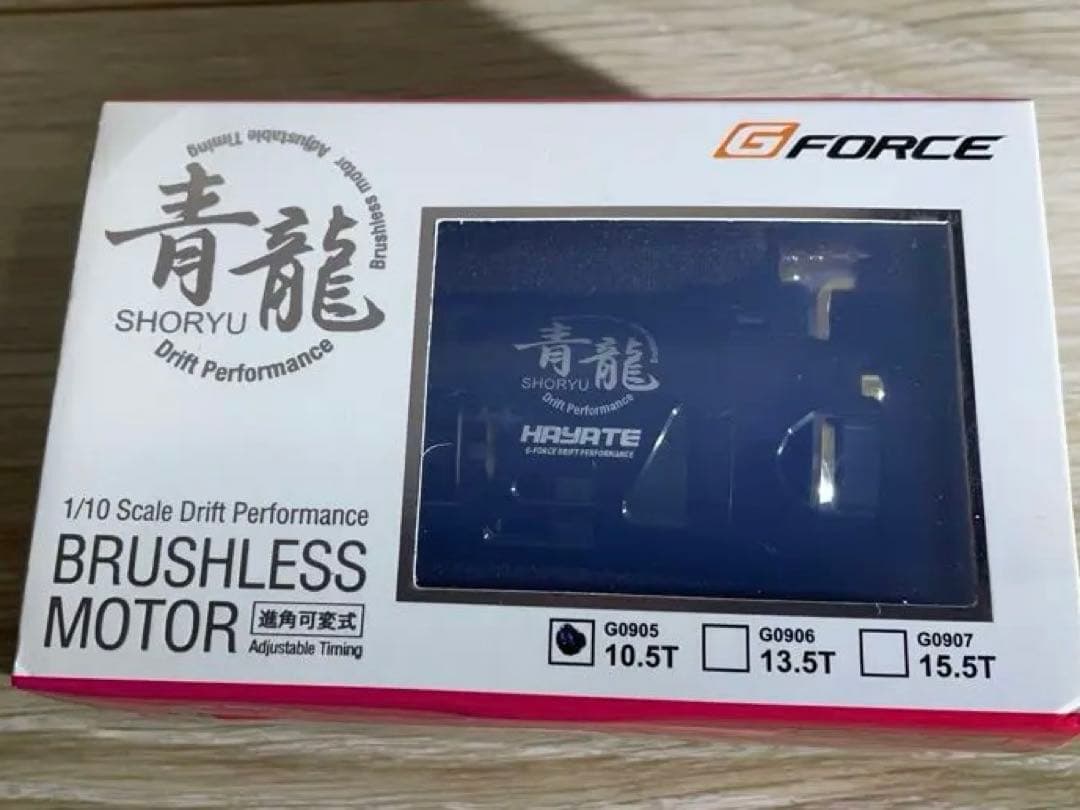 Brushless motor Adjustable Timing
青龍
SHORYU
Drift Performance
G FORCE
青龍
SHORYU
Drift Performance
HAYATE
G-FORCE DRIFT PERFORMANCE
1/10 Scale Drift Performance
BRUSHLESS
MOTOR 進角可変式
Adjustable Timing
G0905
10.5T
G0906
13.5T
G0907
15.5T